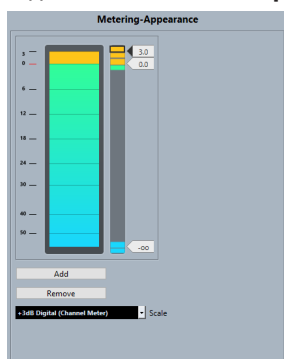 Metering-Appearance
3
0
6
12
18
24
30
40
50
3.0
0.0
-oo
Add
Remove
+3dB Digital (Channel Meter)
Scale